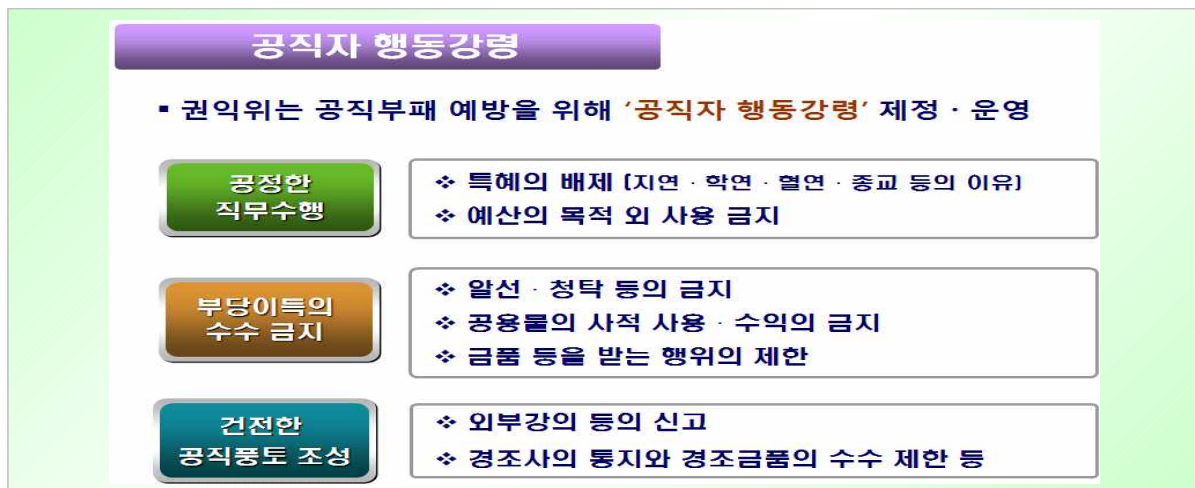 공직자 행동강령
▪ 권익위는 공직부패 예방을 위해 ‘공직자 행동강령’ 제정 · 운영
공정한
직무수행
❖ 특혜의 배제 (지연 · 학연 · 혈연 · 종교 등의 이유)
❖ 예산의 목적 외 사용 금지
부당이득의
수수 금지
❖ 알선 · 청탁 등의 금지
❖ 공용물의 사적 사용 · 수익의 금지
❖ 금품 등을 받는 행위의 제한
건전한
공직풍토 조성
❖ 외부강의 등의 신고
❖ 경조사의 통지와 경조금품의 수수 제한 등